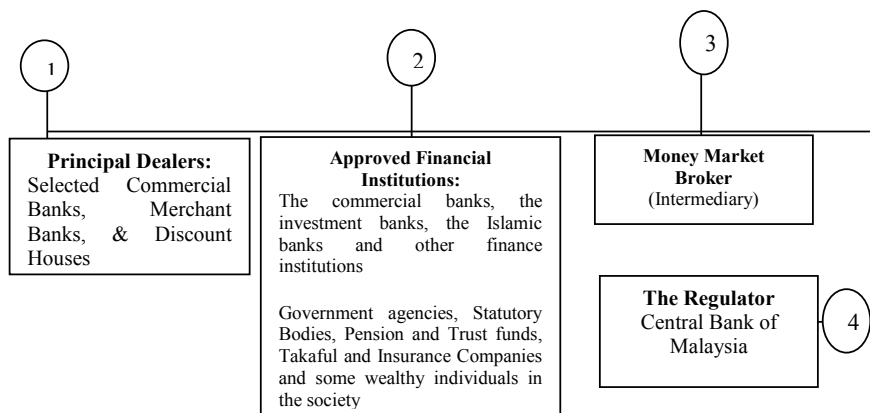 1
Principal Dealers:
Selected Commercial
Banks, Merchant
Banks, & Discount
Houses
2
Approved Financial
Institutions:
The commercial banks, the
investment banks, the Islamic
banks and other finance
institutions
Government agencies, Statutory
Bodies, Pension and Trust funds,
Takaful and Insurance Companies
and some wealthy individuals in
the society
3
Money Market
Broker
(Intermediary)
The Regulator
Central Bank of
Malaysia
4